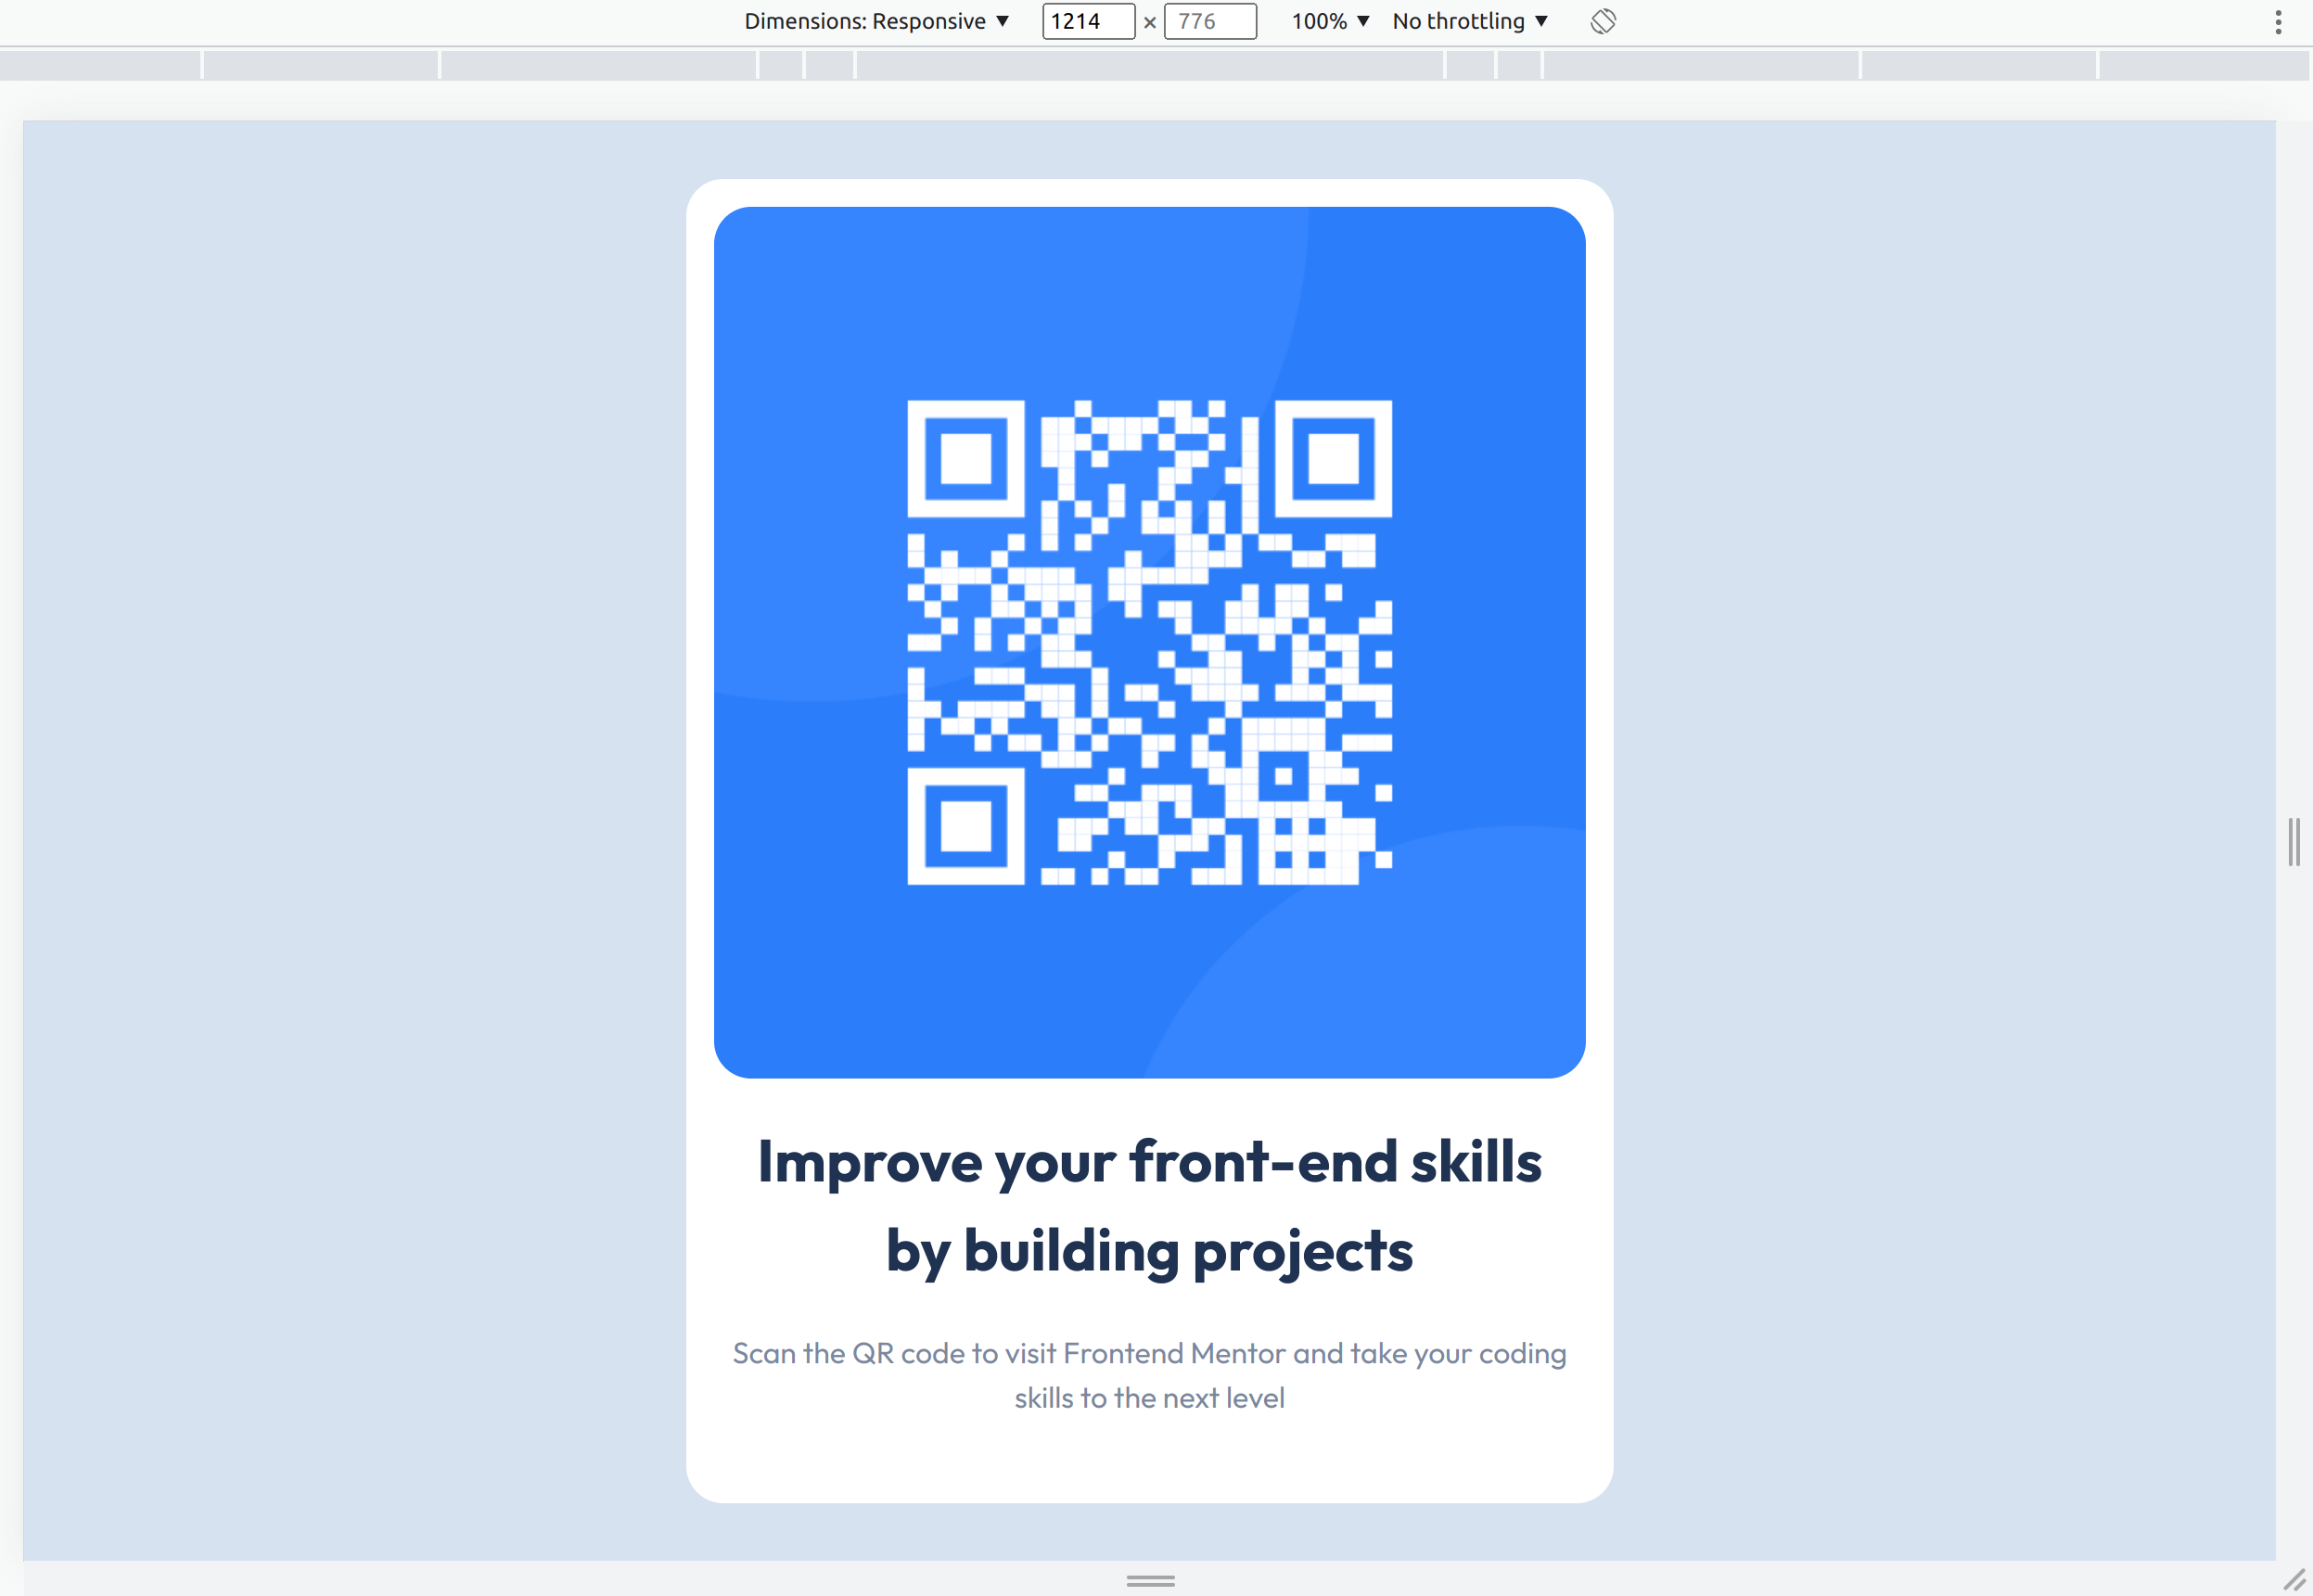 Dimensions: Responsive ▼ 1214 × 776 100% ▼ No throttling ▼
Improve your front-end skills
by building projects
Scan the QR code to visit Frontend Mentor and take your coding
skills to the next level